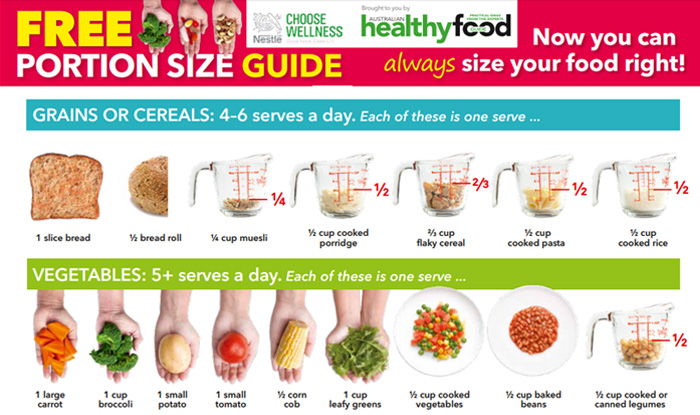 FREE
PORTION SIZE GUIDE
Nestlé
CHOOSE
WELLNESS
Brought to you by
AUSTRALIAN
healthyfood
GUIDE
Now you can
always size your food right!
GRAINS OR CEREALS: 4–6 serves a day. Each of these is one serve ...
¼
½
⅔
½
½
1 slice bread
½ bread roll
¼ cup muesli
½ cup cooked
porridge
⅔ cup
flaky cereal
½ cup
cooked pasta
½ cup
cooked rice
VEGETABLES: 5+ serves a day. Each of these is one serve ...
½
1 large
carrot
1 cup
broccoli
1 small
potato
1 small
tomato
½ corn
cob
1 cup
leafy greens
½ cup cooked
vegetables
½ cup baked
beans
½ cup cooked or
canned legumes